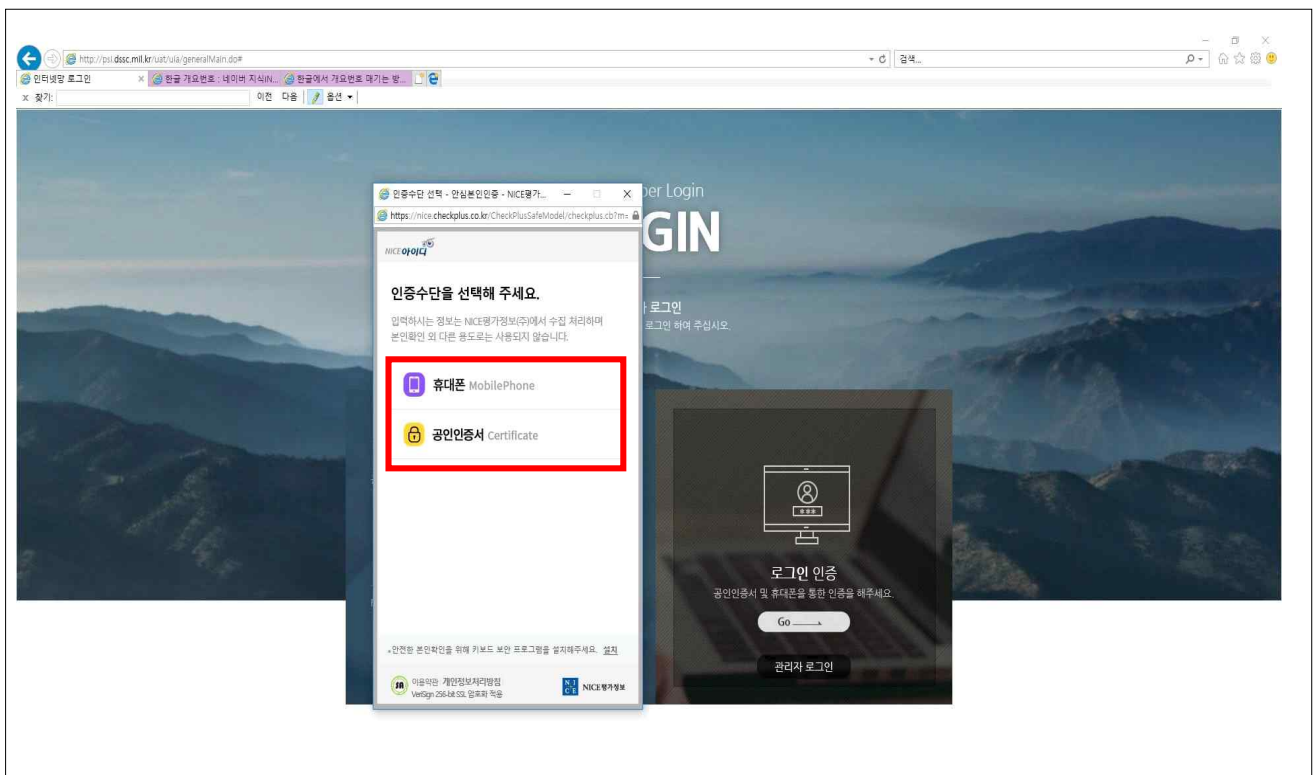 http://psi.dssc.mil.kr/uat/uia/generalMain.do#
검색...
인터넷망 로그인
한글 개요번호 : 네이버 지식iN...
한글에서 개요번호 매기는 방...
x 찾기:
이전 다음 옵션
인증수단 선택 - 안심본인인증 - NICE평가...
https://nice.checkplus.co.kr/CheckPlusSafeModel/checkplus.cb?m=
per Login
GIN
NICE 아이디
인증수단을 선택해 주세요.
로그인
입력하시는 정보는 NICE평가정보(주)에서 수집 처리하며
로그인 하여 주십시오.
본인확인 외 다른 용도로는 사용되지 않습니다.
휴대폰 MobilePhone
공인인증서 Certificate
로그인 인증
공인인증서 및 휴대폰을 통한 인증을 해주세요.
Go
관리자 로그인
안전한 본인확인을 위해 키보드 보안 프로그램을 설치해주세요. 설치
이용약관 개인정보처리방침
VeriSign 256-bit SSL 암호화 적용
NICE NICE평가정보